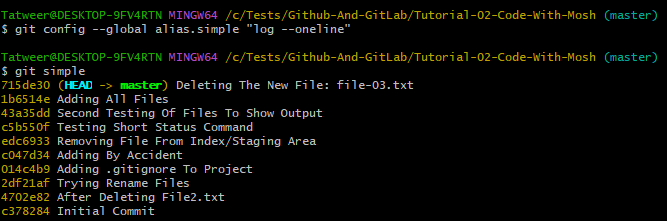 Tatweer@DESKTOP-9FV4RTN MINGW64 /c/Tests/Github-And-GitLab/Tutorial-02-Code-With-Mosh (master)
$ git config --global alias.simple "log --oneline"
Tatweer@DESKTOP-9FV4RTN MINGW64 /c/Tests/Github-And-GitLab/Tutorial-02-Code-With-Mosh (master)
$ git simple
715de30 (HEAD -> master) Deleting The New File: file-03.txt
1b6514e Adding All Files
43a35dd Second Testing Of Files To Show Output
c5b550f Testing Short Status Command
edc6933 Removing File From Index/Staging Area
c047d34 Adding By Accident
014c4b9 Adding .gitignore To Project
2df21af Trying Rename Files
4702e82 After Deleting File2.txt
c378284 Initial Commit